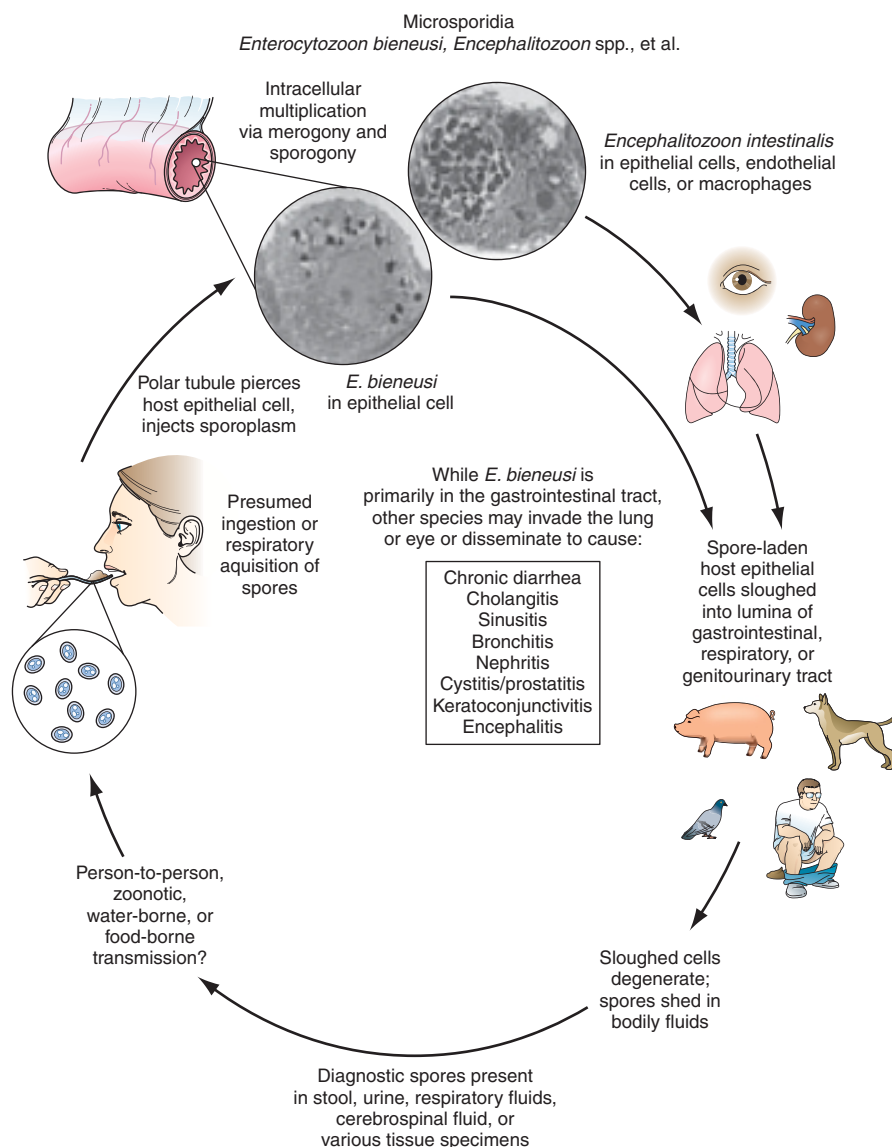 Microsporidia
Enterocytozoon bieneusi, Encephalitozoon spp., et al.
Intracellular
multiplication
via merogony and
sporogony
Encephalitozoon intestinalis
in epithelial cells, endothelial
cells, or macrophages
Polar tubule pierces
host epithelial cell,
injects sporoplasm
E. bieneusi
in epithelial cell
Presumed
ingestion or
respiratory
aquisition of
spores
While E. bieneusi is
primarily in the gastrointestinal tract,
other species may invade the lung
or eye or disseminate to cause:
Chronic diarrhea
Cholangitis
Sinusitis
Bronchitis
Nephritis
Cystitis/prostatitis
Keratoconjunctivitis
Encephalitis
Spore-laden
host epithelial
cells sloughed
into lumina of
gastrointestinal,
respiratory, or
genitourinary tract
Person-to-person,
zoonotic,
water-borne, or
food-borne
transmission?
Sloughed cells
degenerate;
spores shed in
bodily fluids
Diagnostic spores present
in stool, urine, respiratory fluids,
cerebrospinal fluid, or
various tissue specimens